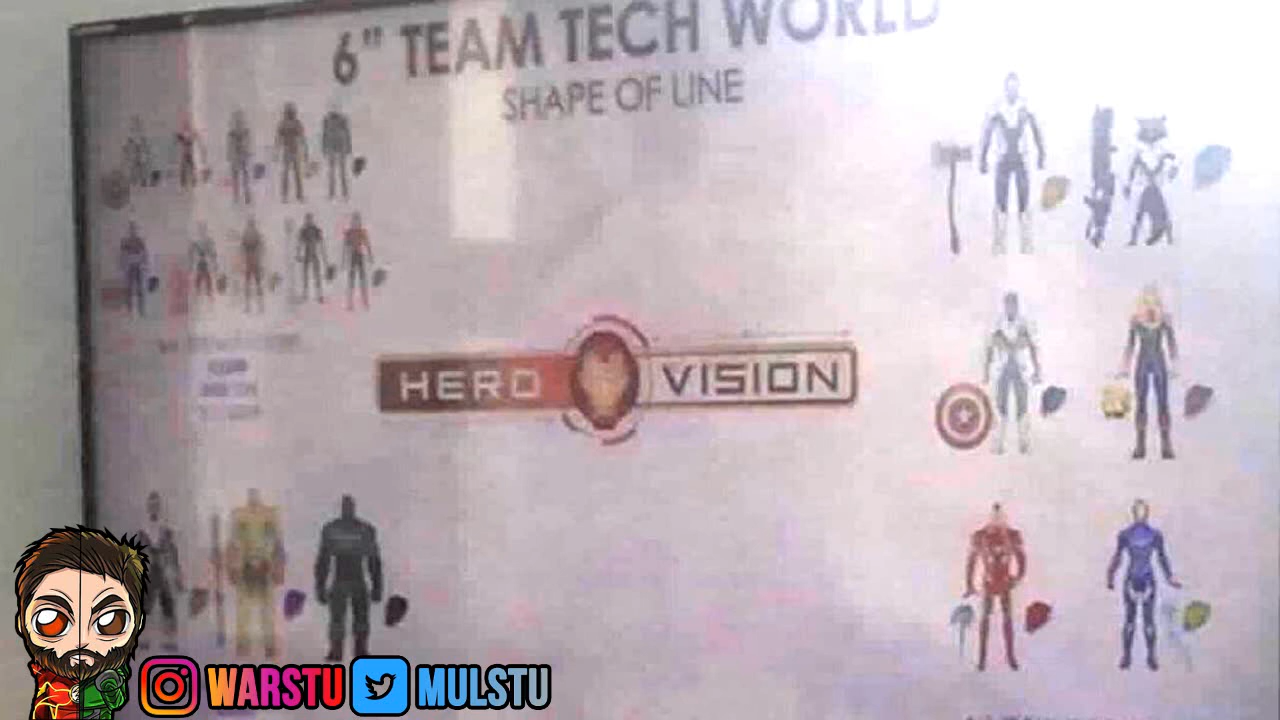 6" TEAM TECH WORLD
SHAPE OF LINE
HERO VISION
WARSTU MULSTU